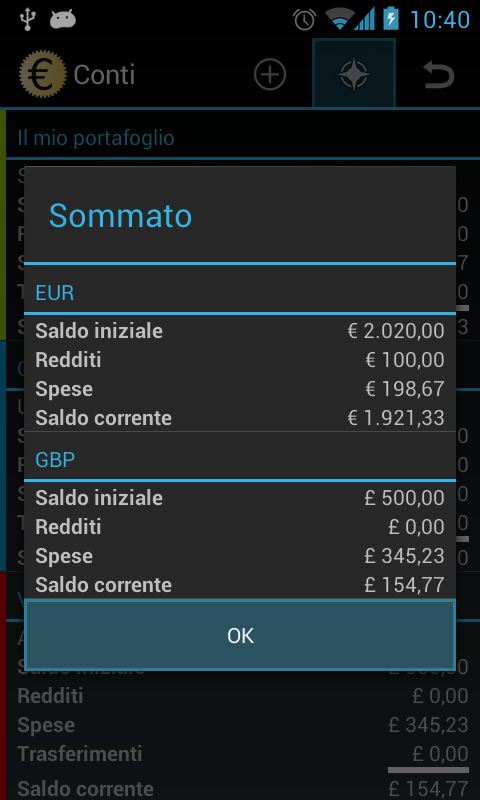 10:40
Conti
Il mio portafoglio
Sommato
EUR
Saldo iniziale € 2.020,00
Redditi € 100,00
Spese € 198,67
Saldo corrente € 1.921,33
GBP
Saldo iniziale £ 500,00
Redditi £ 0,00
Spese £ 345,23
Saldo corrente £ 154,77
OK
Redditi £ 0,00
Spese £ 345,23
Trasferimenti £ 0,00
Saldo corrente £ 154,77